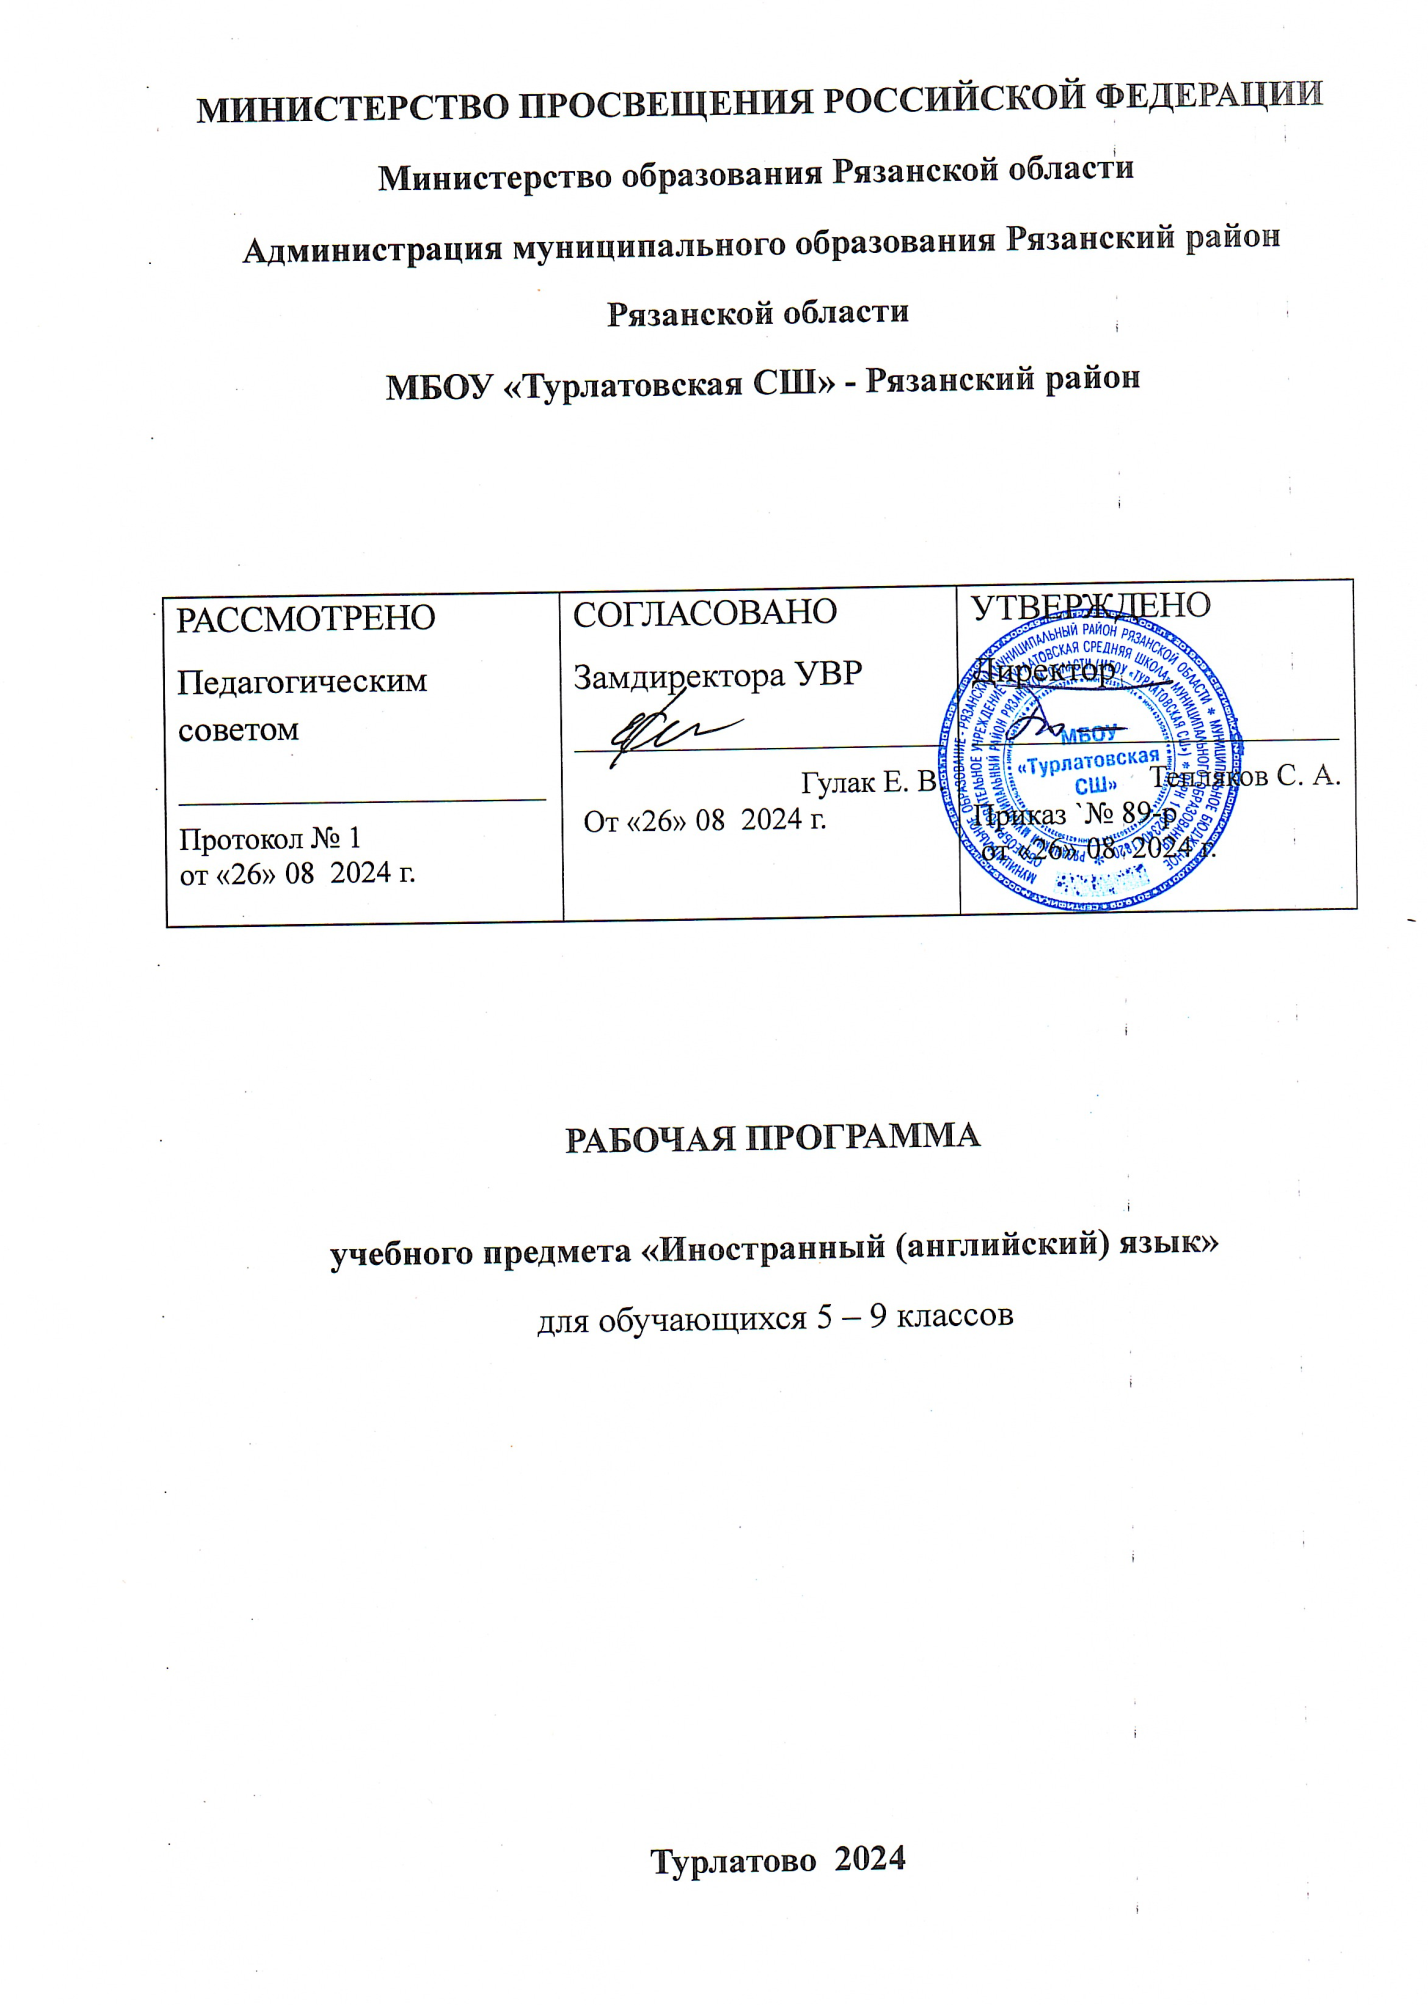 МИНИСТЕРСТВО ПРОСВЕЩЕНИЯ РОССИЙСКОЙ ФЕДЕРАЦИИ
Министерство образования Рязанской области
Администрация муниципального образования Рязанский район
Рязанской области
МБОУ «Турлатовская СШ» - Рязанский район
РАССМОТРЕНО
Педагогическим
советом
Протокол № 1
от «26» 08 2024 г.
СОГЛАСОВАНО
Замдиректора УВР
Гулак Е. В
От «26» 08 2024 г.
УТВЕРЖДЕНО
Директор
Тепляков С. А.
Приказ `№ 89-р
от «26» 08 2024 г.
МБОУ
«Турлатовская
СШ»
РАБОЧАЯ ПРОГРАММА
учебного предмета «Иностранный (английский) язык»
для обучающихся 5 – 9 классов
Турлатово 2024